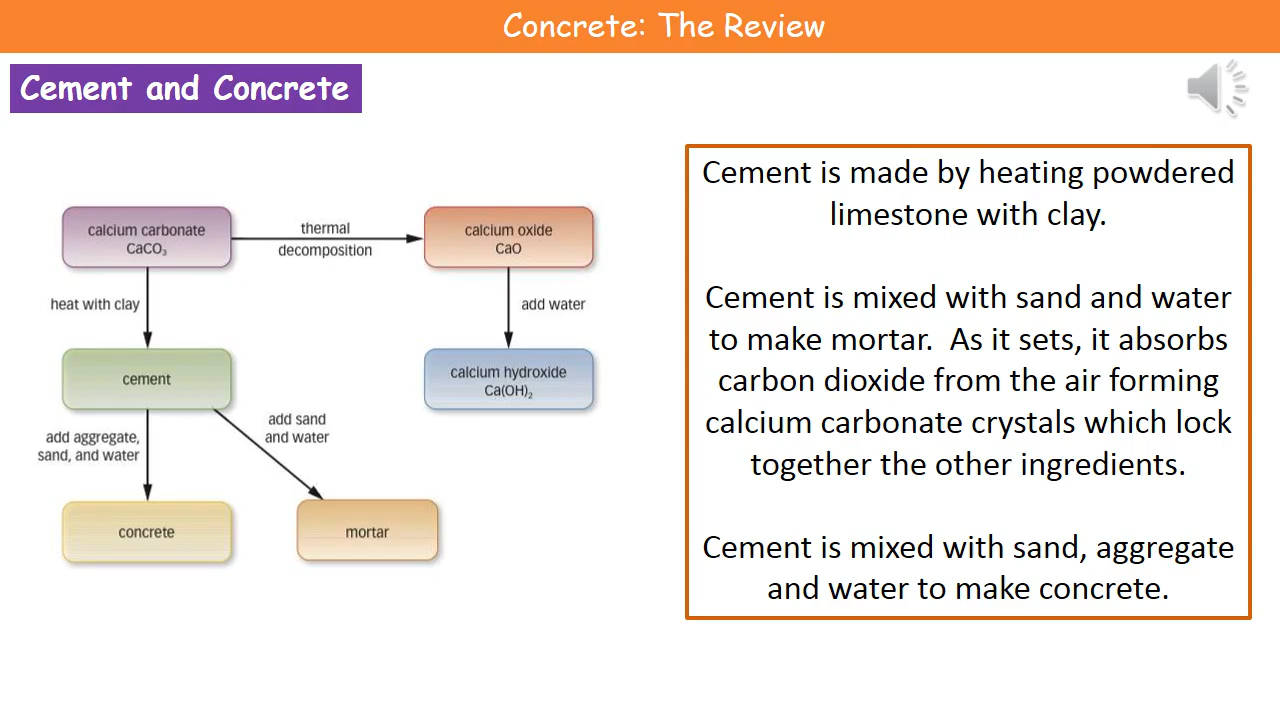 Concrete: The Review
Cement and Concrete
calcium carbonate
CaCO₃
thermal
decomposition
calcium oxide
CaO
heat with clay
add water
cement
calcium hydroxide
Ca(OH)₂
add aggregate,
sand, and water
add sand
and water
concrete
mortar
Cement is made by heating powdered
limestone with clay.
Cement is mixed with sand and water
to make mortar.  As it sets, it absorbs
carbon dioxide from the air forming
calcium carbonate crystals which lock
together the other ingredients.
Cement is mixed with sand, aggregate
and water to make concrete.